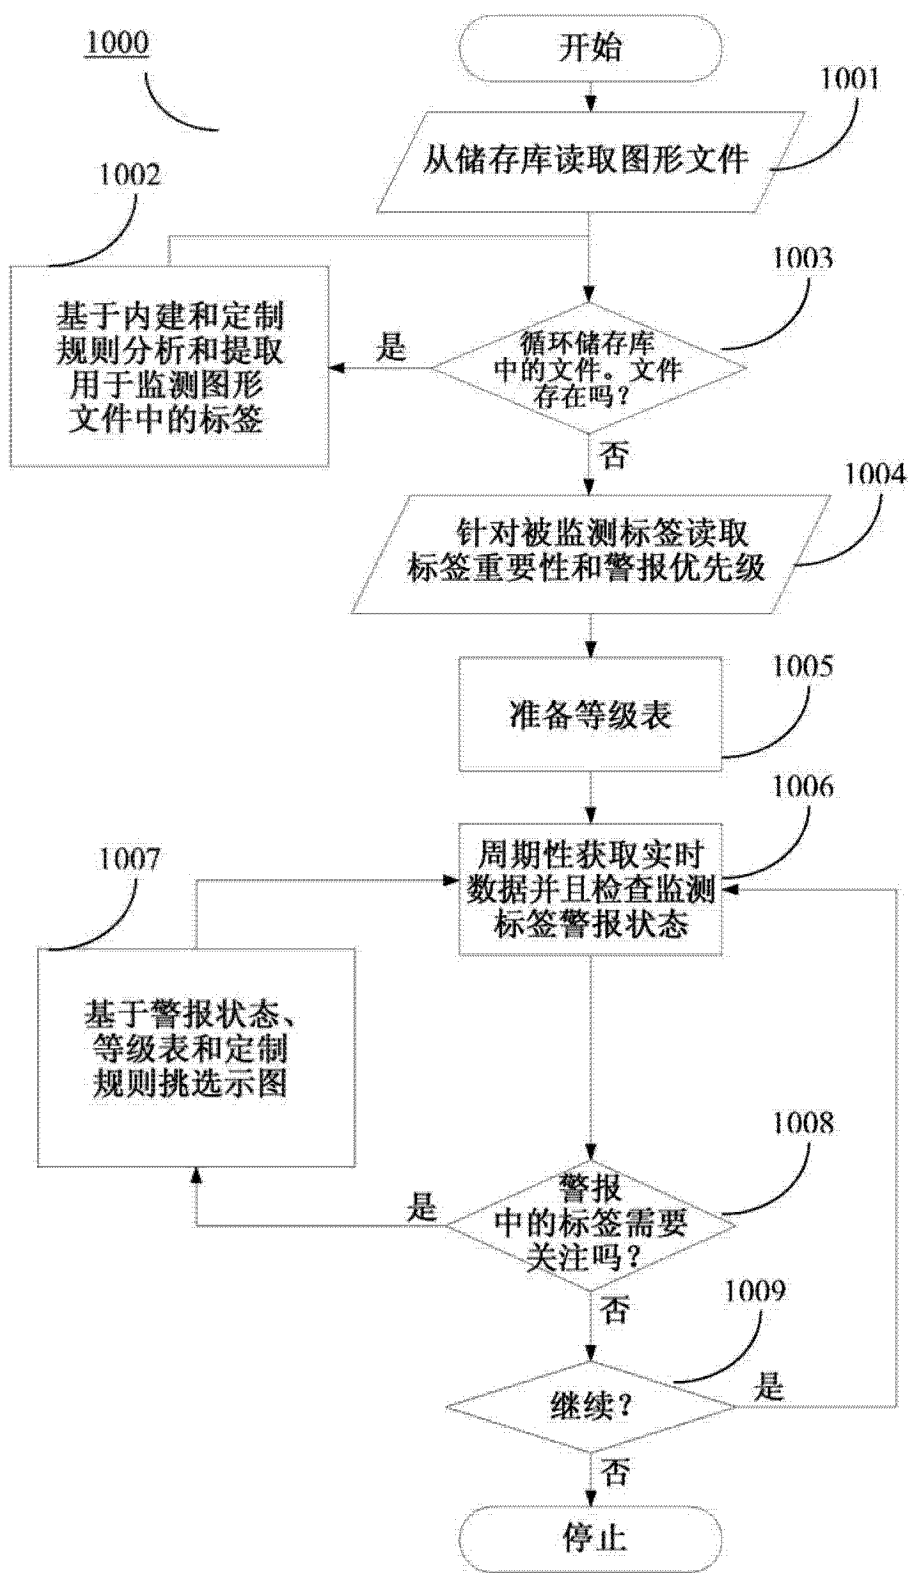 1000
开始
1001
从储存库读取图形文件
1002
基于内建和定制
规则分析和提取
用于监测图形
文件中的标签
是
1003
循环储存库
中的文件。文件
存在吗?
否
1004
针对被监测标签读取
标签重要性和警报优先级
1005
准备等级表
1006
周期性获取实时
数据并且检查监测
标签警报状态
1007
基于警报状态、
等级表和定制
规则挑选示图
是
1008
警报
中的标签需要
关注吗?
否
1009
继续?
是
否
停止